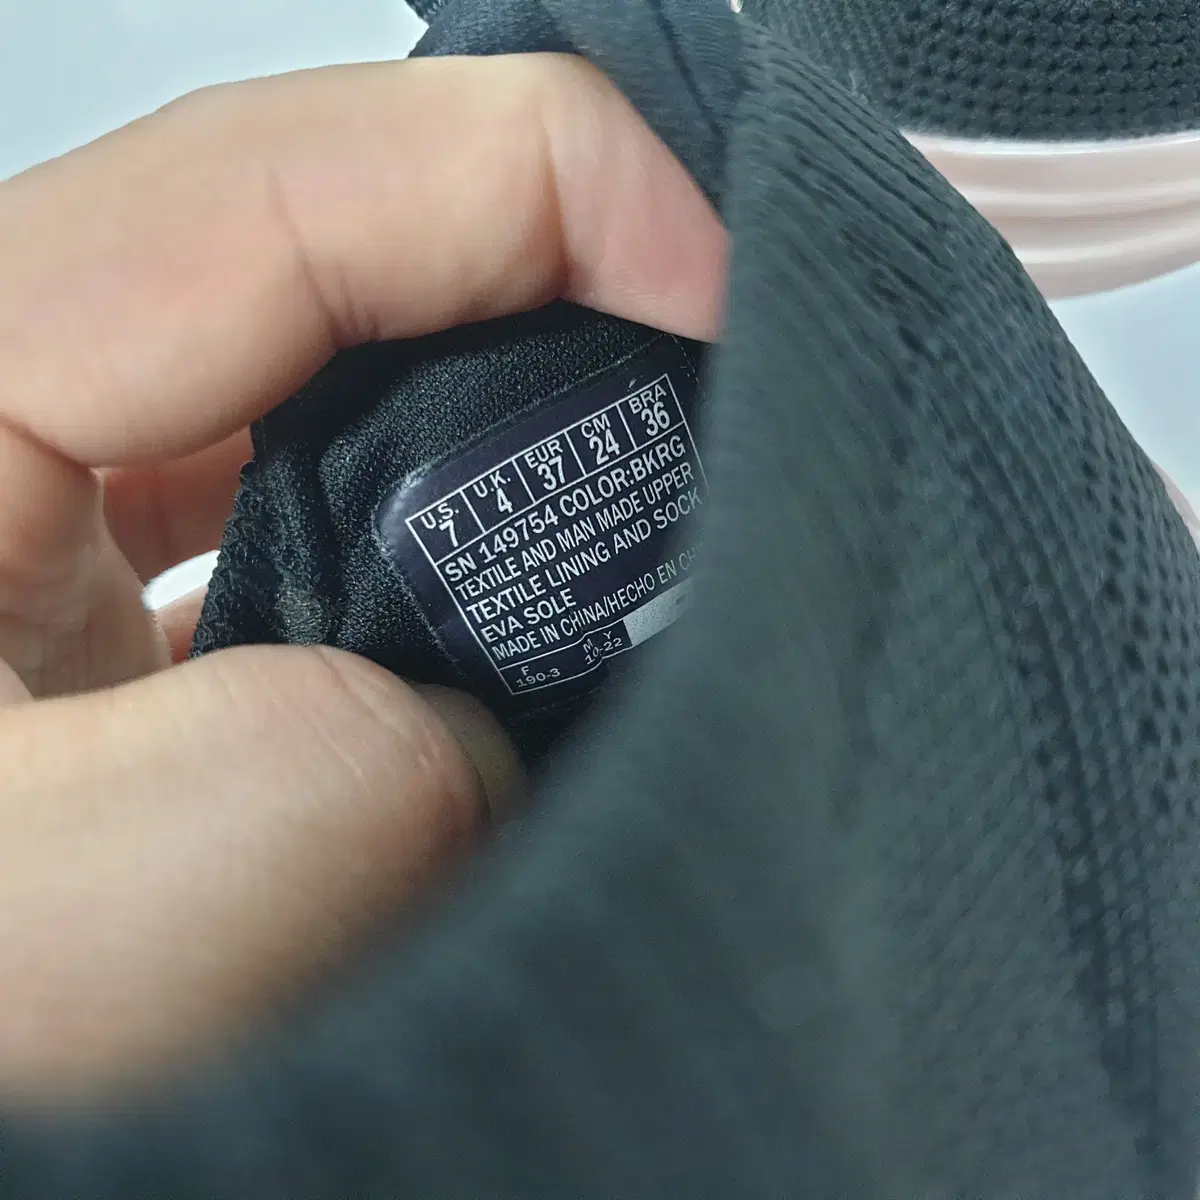 U.S. U.K. EUR CM BRA
7 4 37 24 36
SN 149754 COLOR:BKRG
TEXTILE AND MAN MADE UPPER
TEXTILE LINING AND SOCK
EVA SOLE
MADE IN CHINA/HECHO EN
F M Y
190-3 10-22